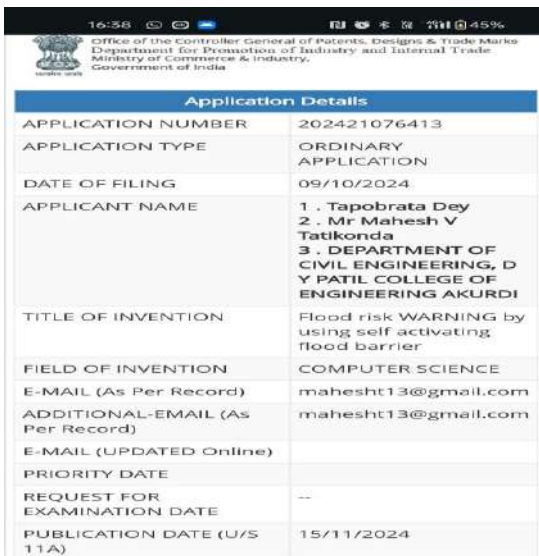 16:38
45%
Office of the Controller General of Patents, Designs & Trade Marks
Department for Promotion of Industry and Internal Trade
Ministry of Commerce & Industry,
Government of India
Application Details
APPLICATION NUMBER 202421076413
APPLICATION TYPE ORDINARY
APPLICATION
DATE OF FILING 09/10/2024
APPLICANT NAME 1 . Tapobrata Dey
2 . Mr Mahesh V
Tatikonda
3 . DEPARTMENT OF
CIVIL ENGINEERING, D
Y PATIL COLLEGE OF
ENGINEERING AKURDI
TITLE OF INVENTION Flood risk WARNING by
using self activating
flood barrier
FIELD OF INVENTION COMPUTER SCIENCE
E-MAIL (As Per Record) mahesht13@gmail.com
ADDITIONAL-EMAIL (As mahesht13@gmail.com
Per Record)
E-MAIL (UPDATED Online)
PRIORITY DATE
REQUEST FOR --
EXAMINATION DATE
PUBLICATION DATE (U/S 15/11/2024
11A)